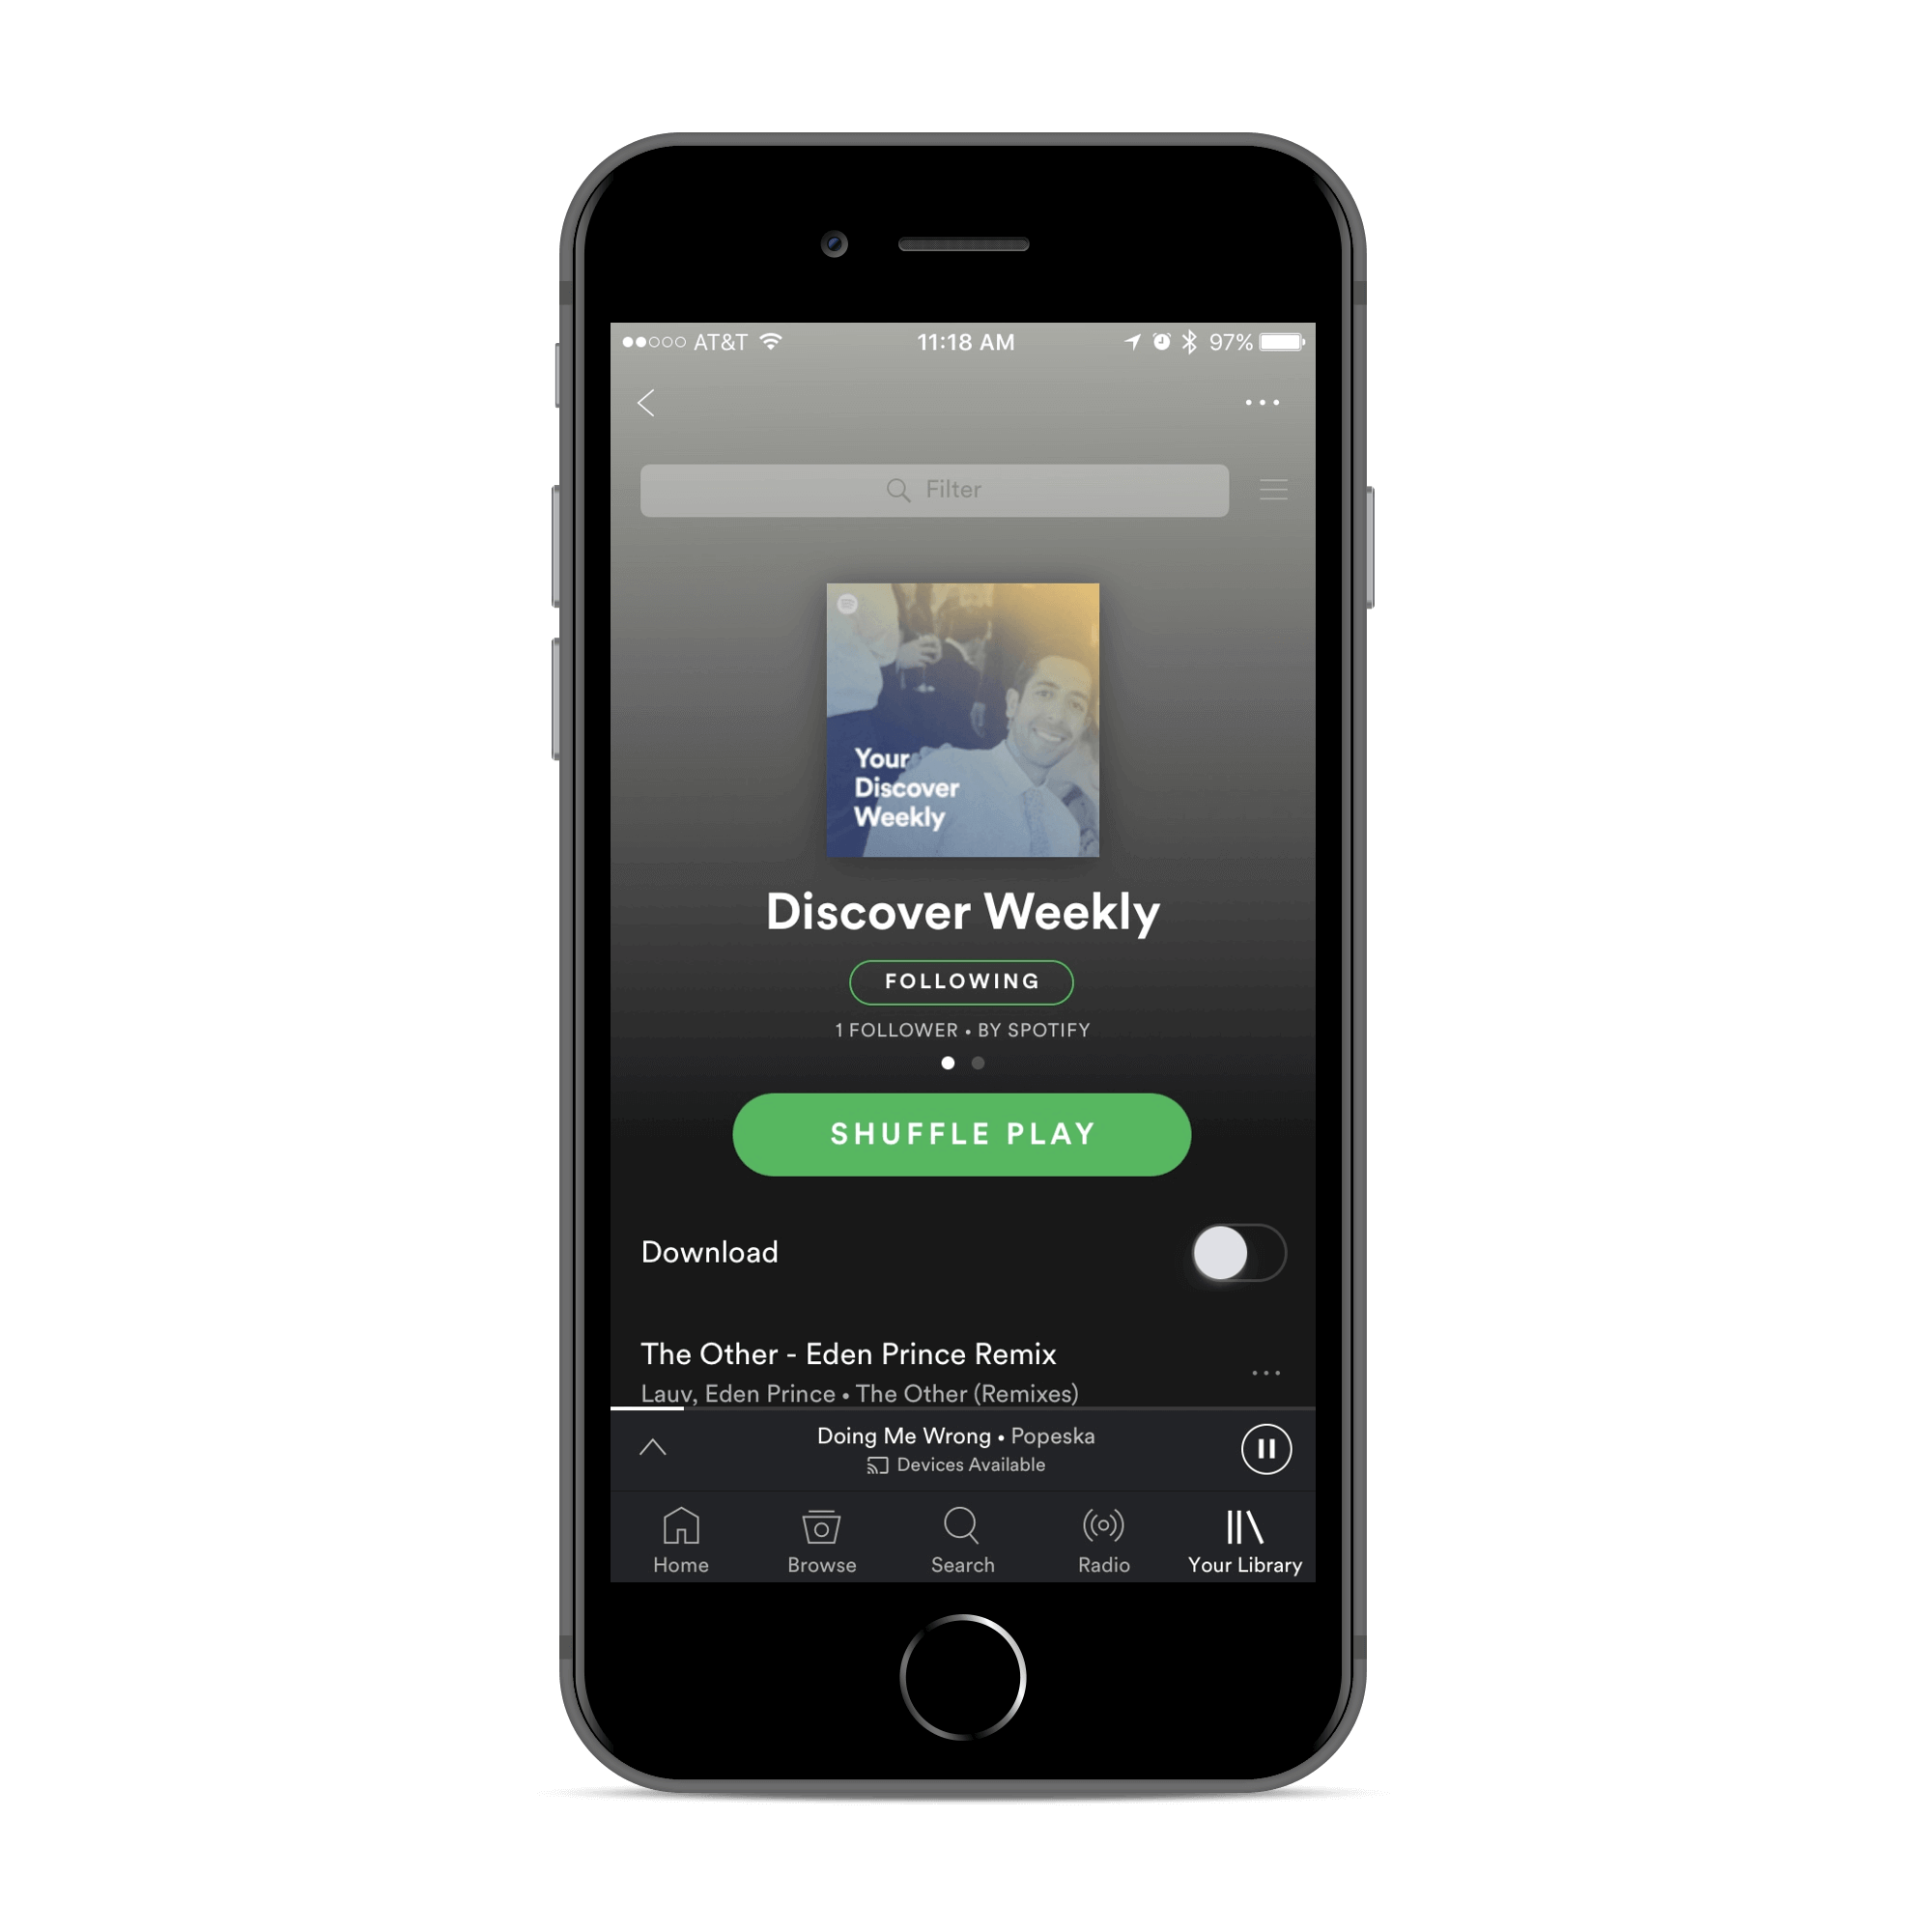 AT&T 11:18 AM 97%
Filter
Your
Discover
Weekly
Discover Weekly
FOLLOWING
1 FOLLOWER • BY SPOTIFY
SHUFFLE PLAY
Download
The Other - Eden Prince Remix
Lauv, Eden Prince • The Other (Remixes)
Doing Me Wrong • Popeska
Devices Available
Home Browse Search Radio Your Library